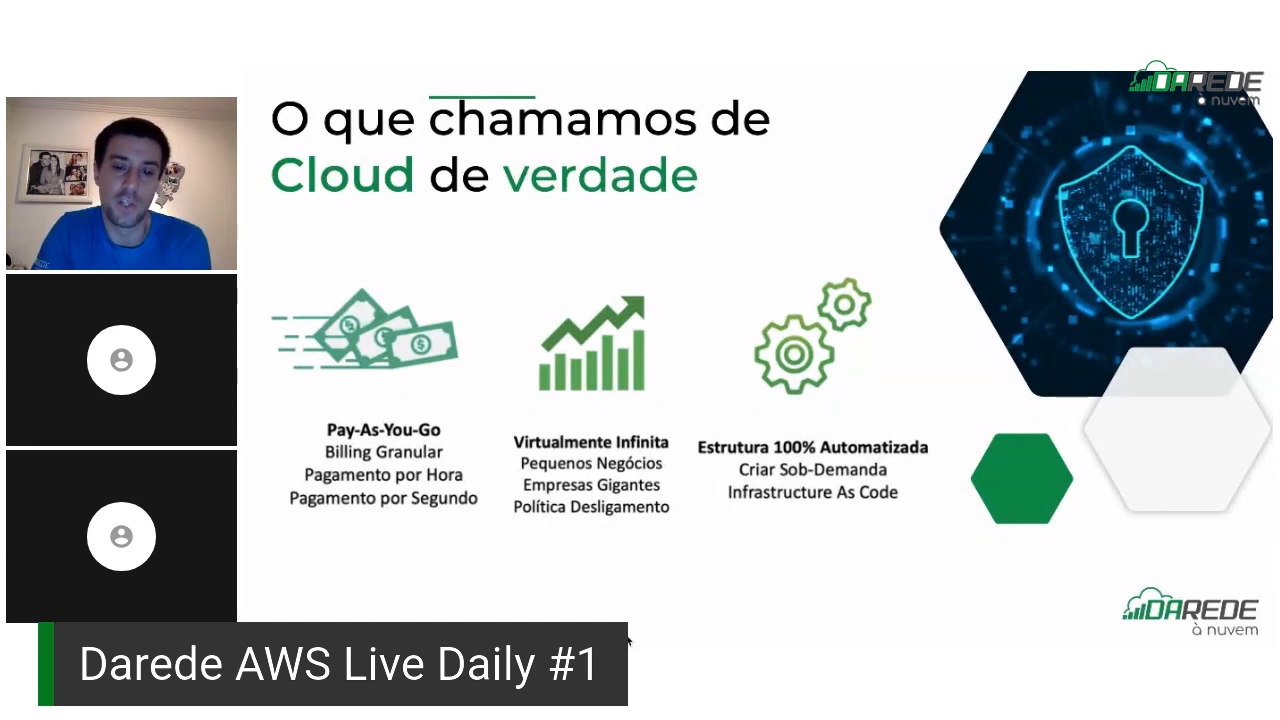 DAREDE
à nuvem
O que chamamos de
Cloud de verdade
Pay-As-You-Go
Billing Granular
Pagamento por Hora
Pagamento por Segundo
Virtualmente Infinita
Pequenos Negócios
Empresas Gigantes
Política Desligamento
Estrutura 100% Automatizada
Criar Sob-Demanda
Infrastructure As Code
DAREDE
à nuvem
Darede AWS Live Daily #1